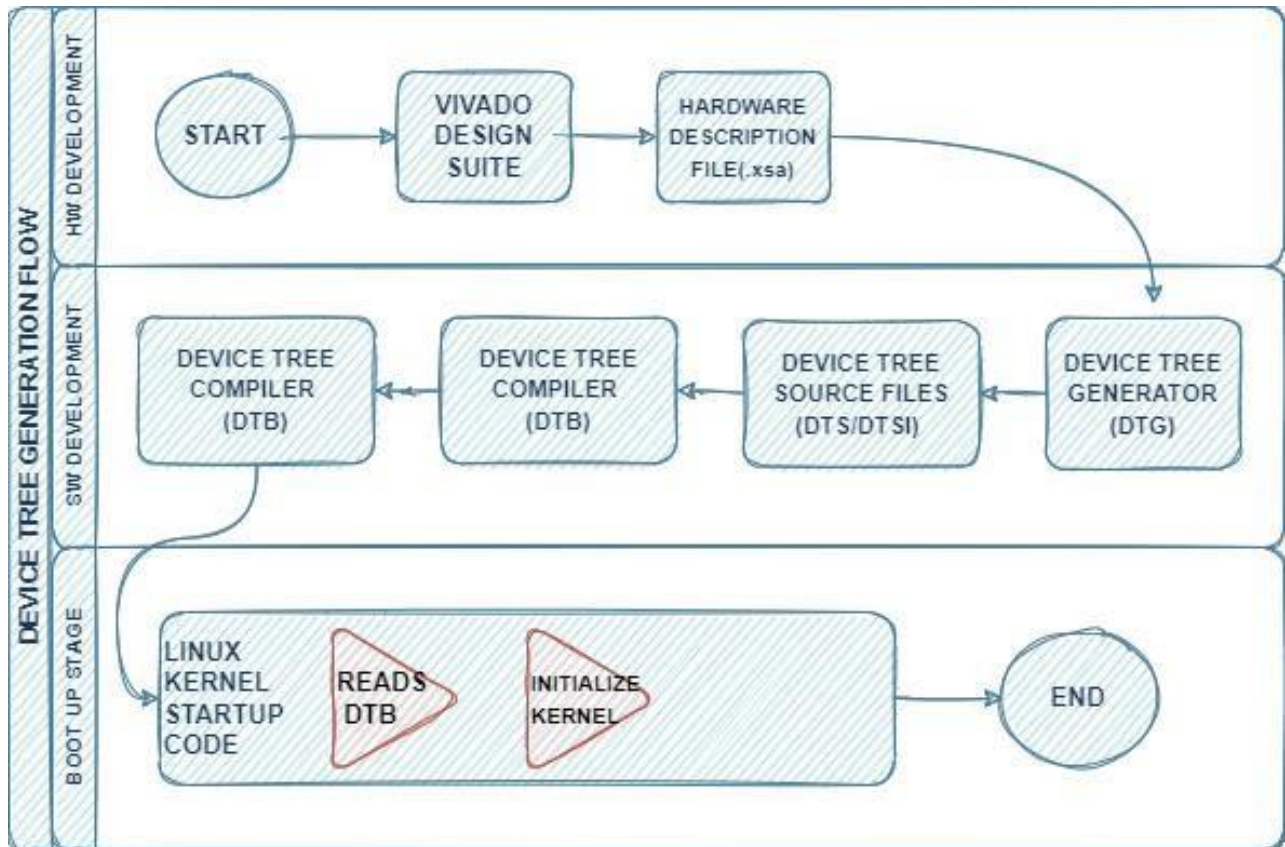 DEVICE TREE GENERATION FLOW
HW DEVELOPMENT
START
VIVADO
DESIGN
SUITE
HARDWARE
DESCRIPTION
FILE(.xsa)
SW DEVELOPMENT
DEVICE TREE
COMPILER
(DTB)
DEVICE TREE
COMPILER
(DTB)
DEVICE TREE
SOURCE FILES
(DTS/DTSI)
DEVICE TREE
GENERATOR
(DTG)
BOOT UP STAGE
LINUX
KERNEL
STARTUP
CODE
READS
DTB
INITIALIZE
KERNEL
END